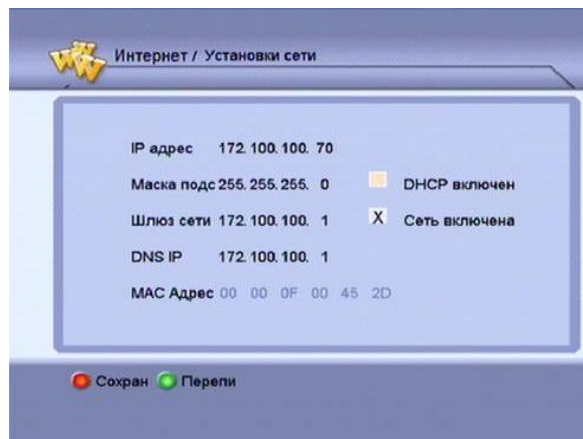 WWW
Интернет / Установки сети
IP адрес 172. 100. 100. 70
Маска подс 255. 255. 255. 0 DHCP включен
Шлюз сети 172. 100. 100. 1 X Сеть включена
DNS IP 172. 100. 100. 1
MAC Адрес 00 00 0F 00 45 2D
Сохран Перепи